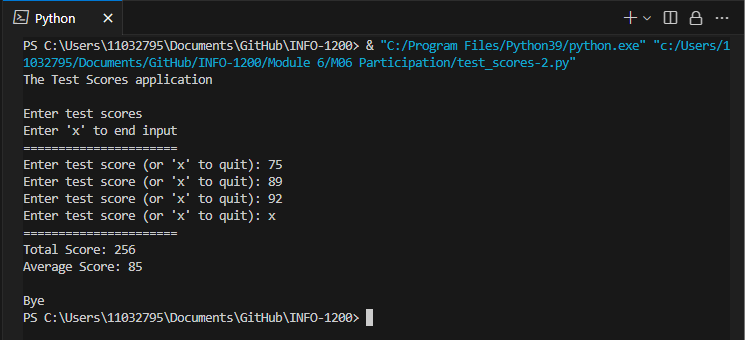 Python
PS C:\Users\11032795\Documents\GitHub\INFO-1200> & "C:/Program Files/Python39/python.exe" "c:/Users/1
1032795/Documents/GitHub/INFO-1200/Module 6/M06 Participation/test_scores-2.py"
The Test Scores application
Enter test scores
Enter 'x' to end input
======================
Enter test score (or 'x' to quit): 75
Enter test score (or 'x' to quit): 89
Enter test score (or 'x' to quit): 92
Enter test score (or 'x' to quit): x
======================
Total Score: 256
Average Score: 85
Bye
PS C:\Users\11032795\Documents\GitHub\INFO-1200>